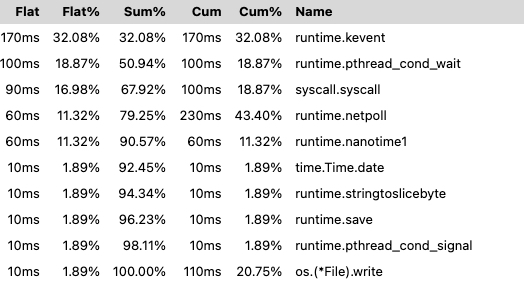 Flat Flat% Sum% Cum Cum% Name
170ms 32.08% 32.08% 170ms 32.08% runtime.kevent
100ms 18.87% 50.94% 100ms 18.87% runtime.pthread_cond_wait
90ms 16.98% 67.92% 100ms 18.87% syscall.syscall
60ms 11.32% 79.25% 230ms 43.40% runtime.netpoll
60ms 11.32% 90.57% 60ms 11.32% runtime.nanotime1
10ms 1.89% 92.45% 10ms 1.89% time.Time.date
10ms 1.89% 94.34% 10ms 1.89% runtime.stringtoslicebyte
10ms 1.89% 96.23% 10ms 1.89% runtime.save
10ms 1.89% 98.11% 10ms 1.89% runtime.pthread_cond_signal
10ms 1.89% 100.00% 110ms 20.75% os.(*File).write